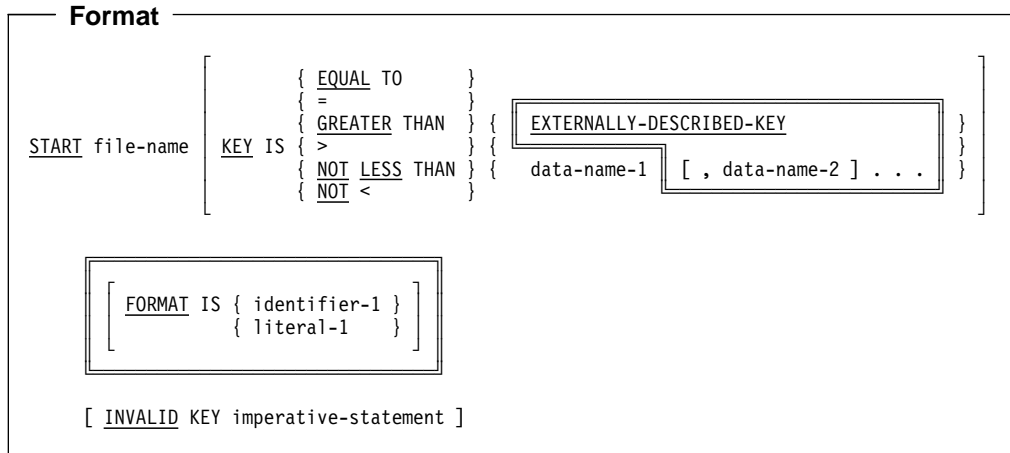 Format
{ EQUAL TO }
{ = }
{ GREATER THAN } { EXTERNALLY-DESCRIBED-KEY }
START file-name KEY IS { > } { }
{ NOT LESS THAN } { data-name-1 [ , data-name-2 ] . . . }
{ NOT < }
FORMAT IS { identifier-1 }
{ literal-1 }
[ INVALID KEY imperative-statement ]